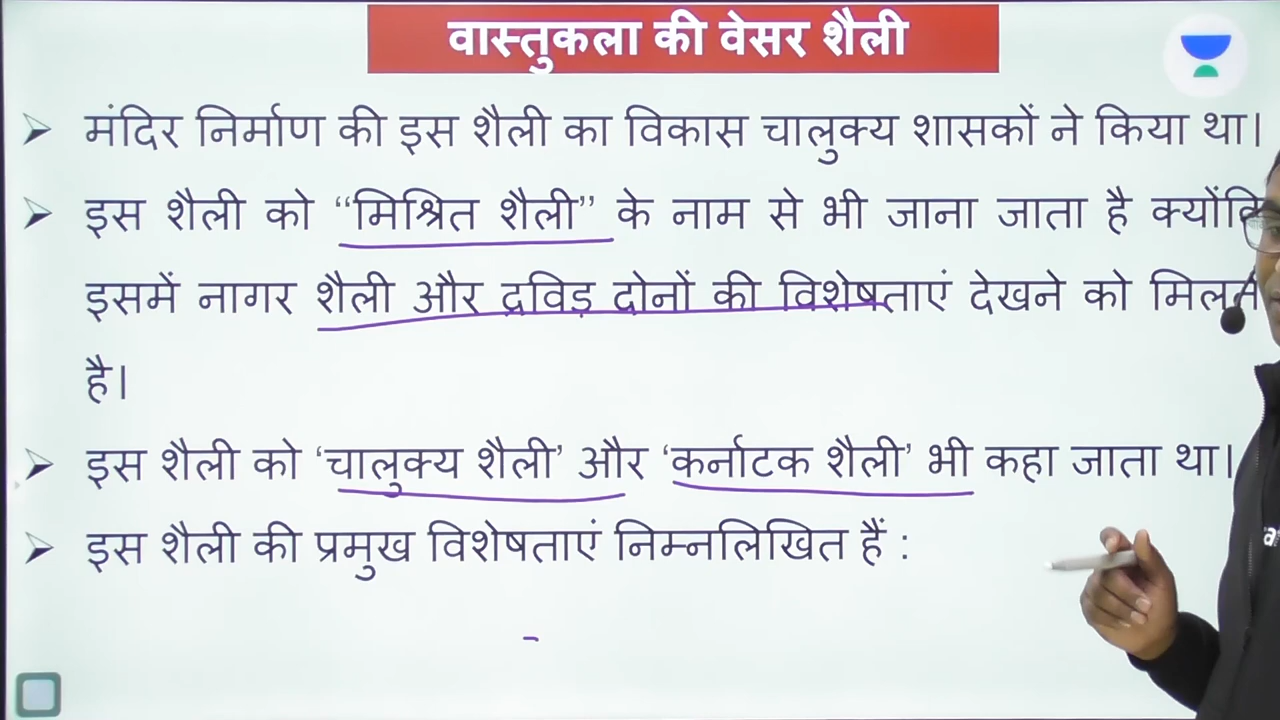 वास्तुकला की वेसर शैली
➢ मंदिर निर्माण की इस शैली का विकास चालुक्य शासकों ने किया था।
➢ इस शैली को “मिश्रित शैली” के नाम से भी जाना जाता है
इसमें नागर शैली और द्रविड़ दोनों की विशेषताएं देखने को
है।
➢ इस शैली को ‘चालुक्य शैली’ और ‘कर्नाटक शैली’ भी कहा जाता था।
➢ इस शैली की प्रमुख विशेषताएं निम्नलिखित हैं :